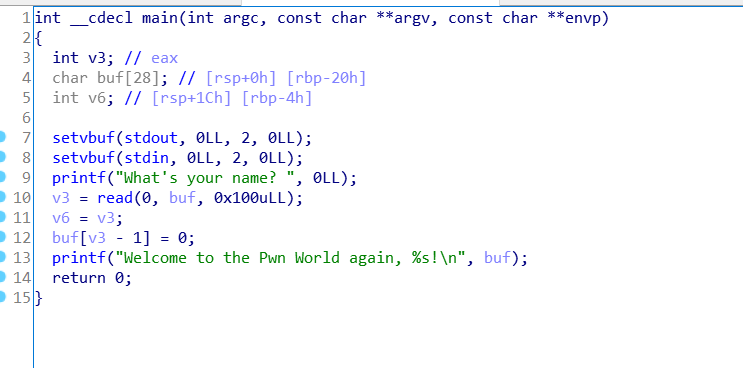 1 int __cdecl main(int argc, const char **argv, const char **envp)
2 {
3   int v3; // eax
4   char buf[28]; // [rsp+0h] [rbp-20h]
5   int v6; // [rsp+1Ch] [rbp-4h]
6
7   setvbuf(stdout, 0LL, 2, 0LL);
8   setvbuf(stdin, 0LL, 2, 0LL);
9   printf("What's your name? ", 0LL);
10   v3 = read(0, buf, 0x100uLL);
11   v6 = v3;
12   buf[v3 - 1] = 0;
13   printf("Welcome to the Pwn World again, %s!\n", buf);
14   return 0;
15 }